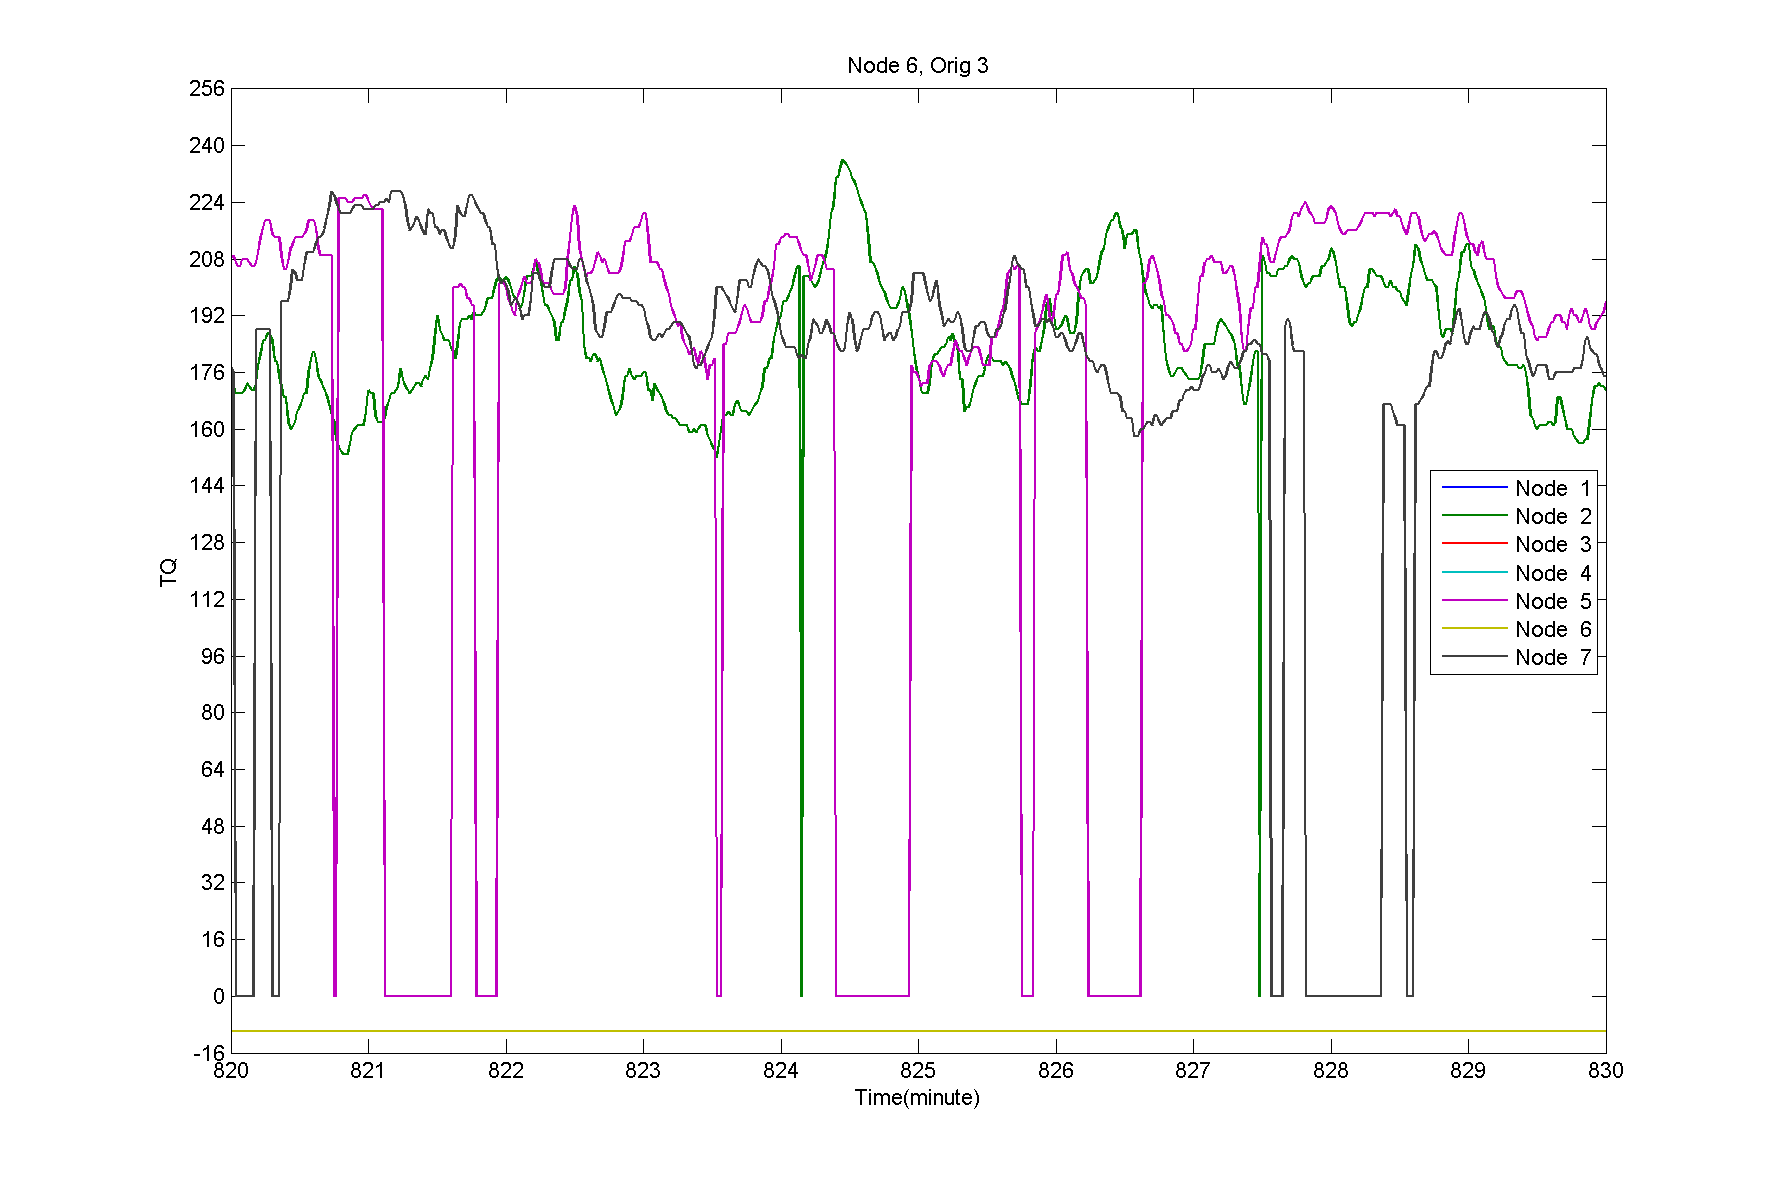 Node 6, Orig 3
256
240
224
208
192
176
160
144
128
112
96
80
64
48
32
16
0
-16
TQ
Node 1
Node 2
Node 3
Node 4
Node 5
Node 6
Node 7
820 821 822 823 824 825 826 827 828 829 830
Time(minute)